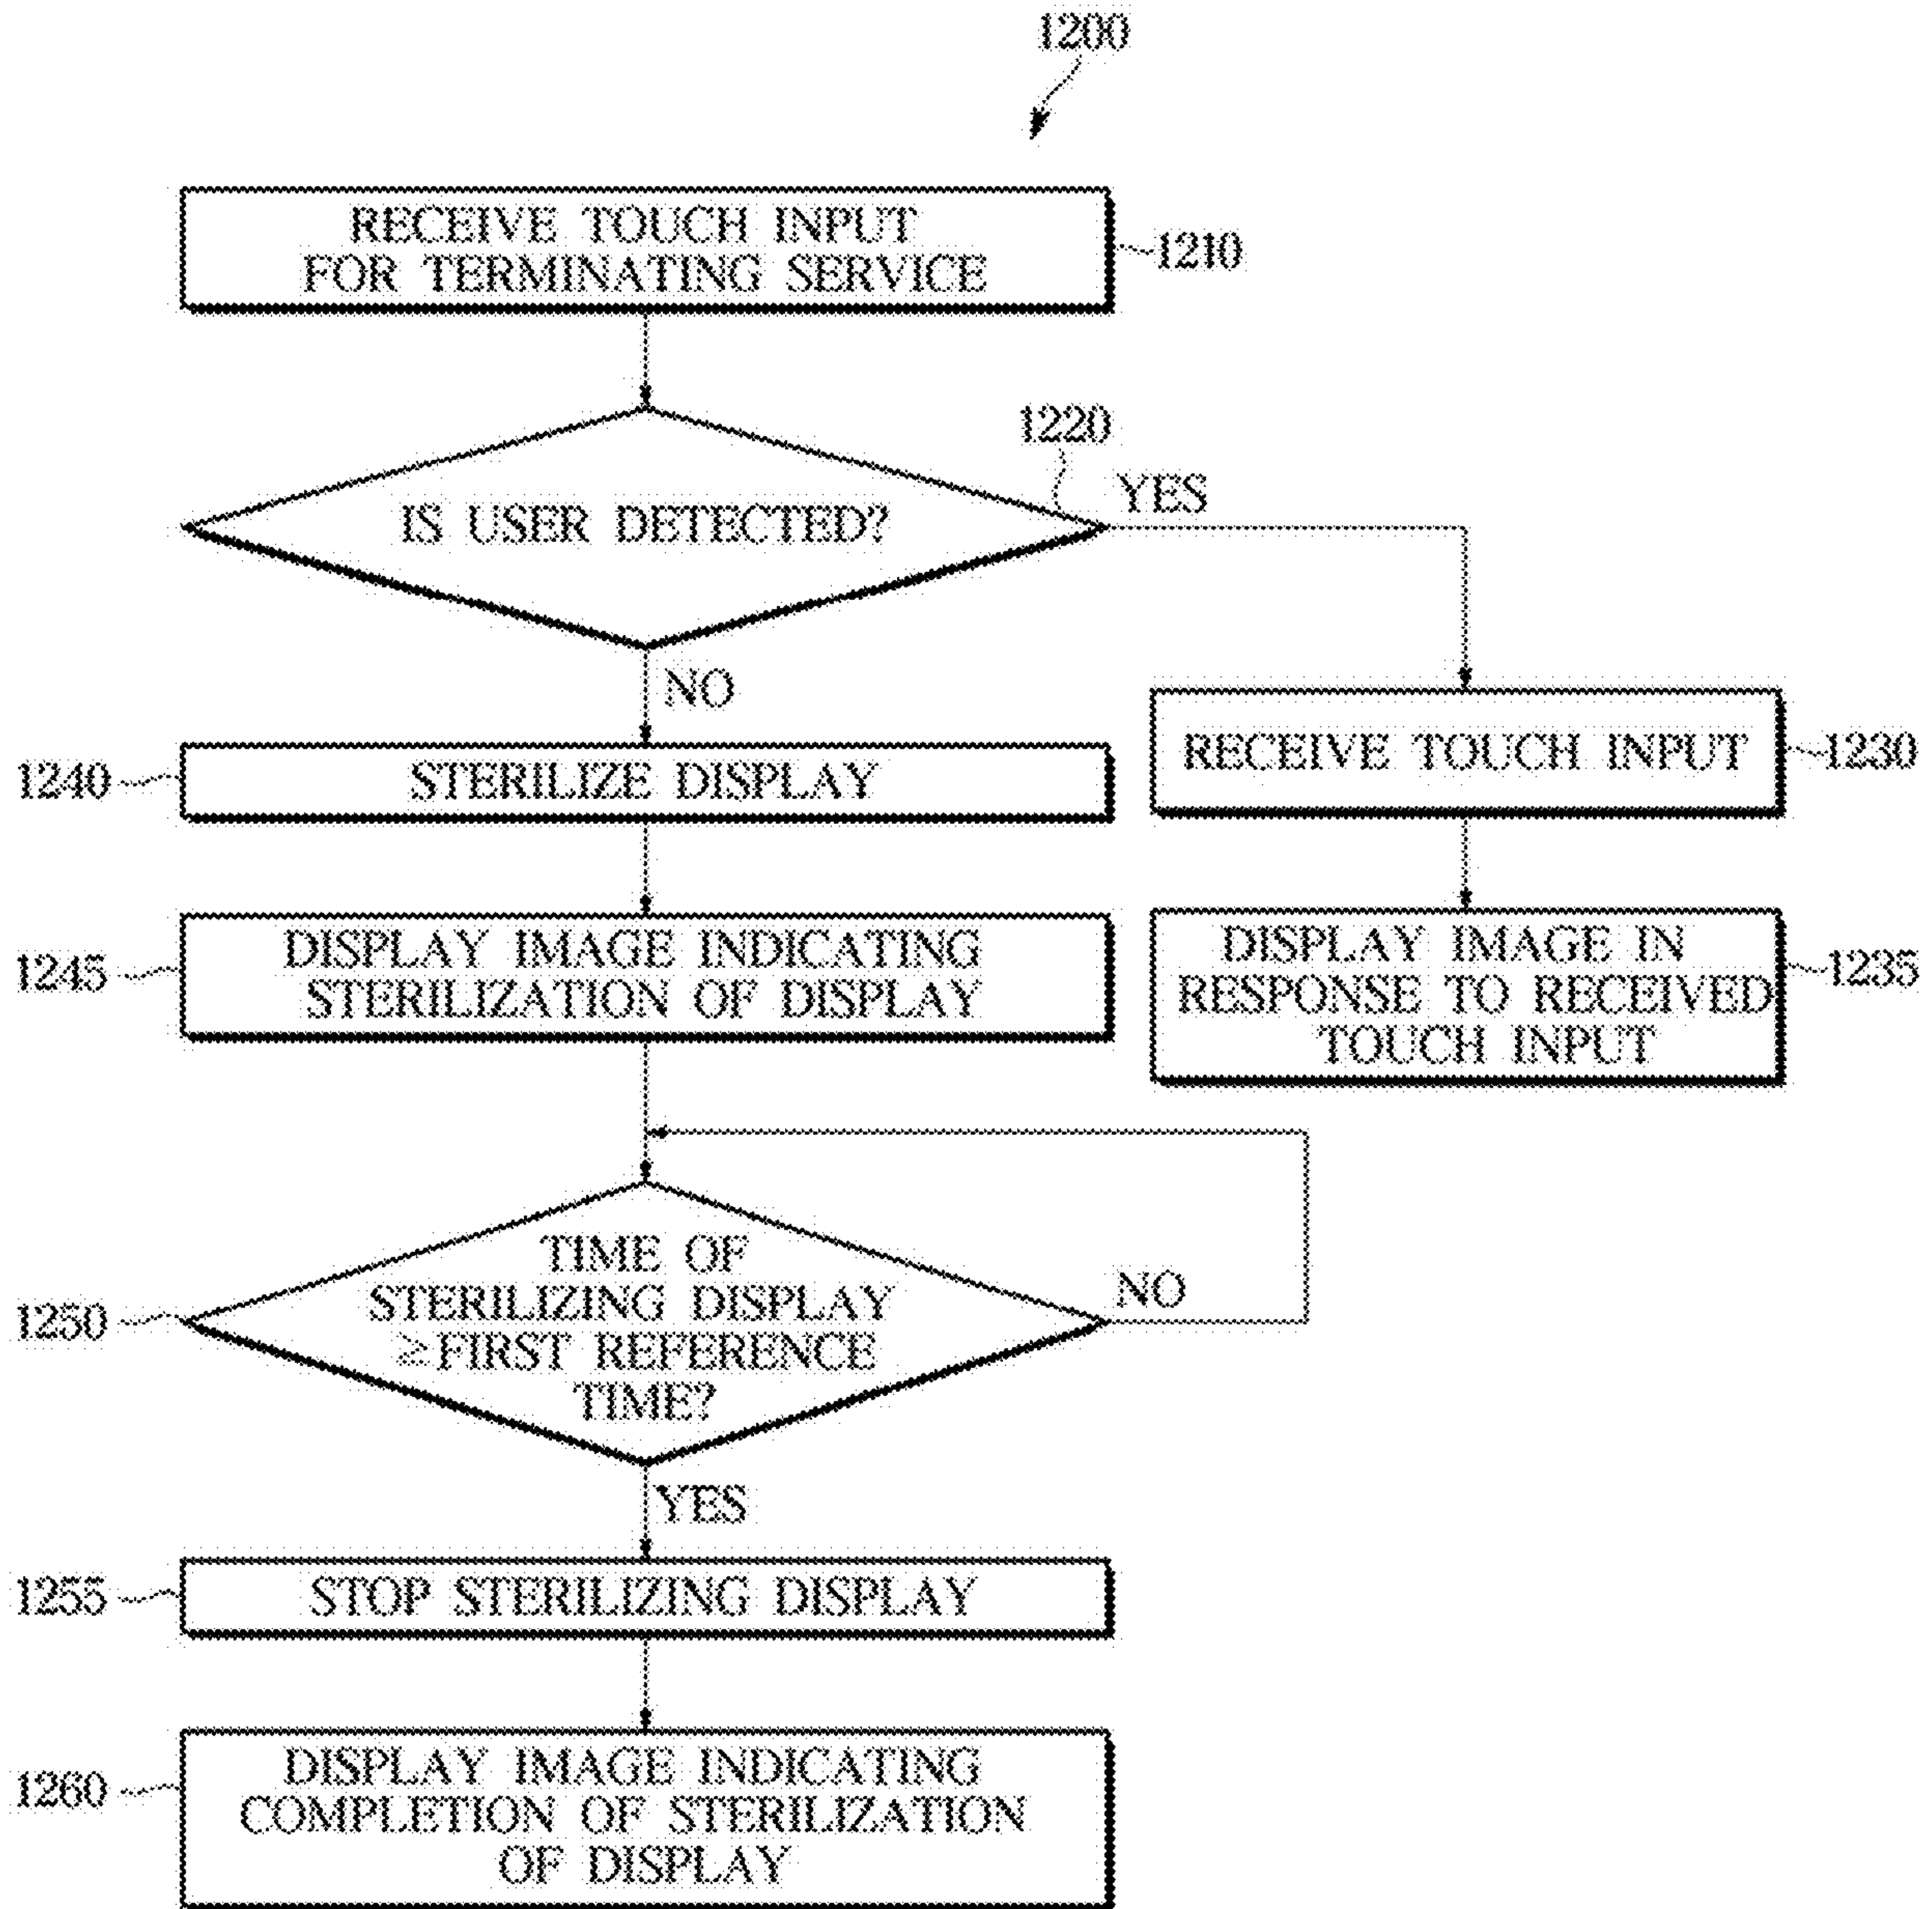 1200
RECEIVE TOUCH INPUT
FOR TERMINATING SERVICE
1210
1220
IS USER DETECTED?
YES
NO
RECEIVE TOUCH INPUT
1230
1240
STERILIZE DISPLAY
DISPLAY IMAGE IN
RESPONSE TO RECEIVED
TOUCH INPUT
1235
1245
DISPLAY IMAGE INDICATING
STERILIZATION OF DISPLAY
1250
TIME OF
STERILIZING DISPLAY
≥FIRST REFERENCE
TIME?
NO
YES
1255
STOP STERILIZING DISPLAY
1260
DISPLAY IMAGE INDICATING
COMPLETION OF STERILIZATION
OF DISPLAY